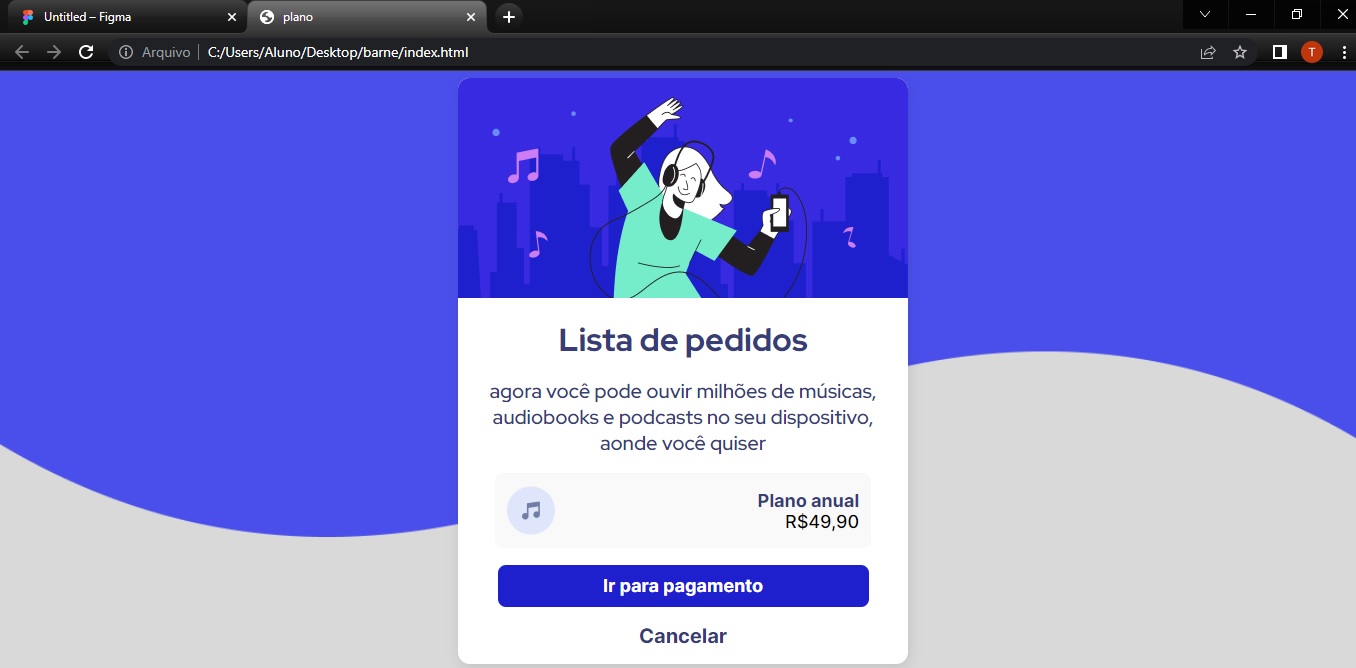 Untitled – Figma
plano
Arquivo
C:/Users/Aluno/Desktop/barne/index.html
T
Lista de pedidos
agora você pode ouvir milhões de músicas,
audiobooks e podcasts no seu dispositivo,
aonde você quiser
Plano anual
R$49,90
Ir para pagamento
Cancelar